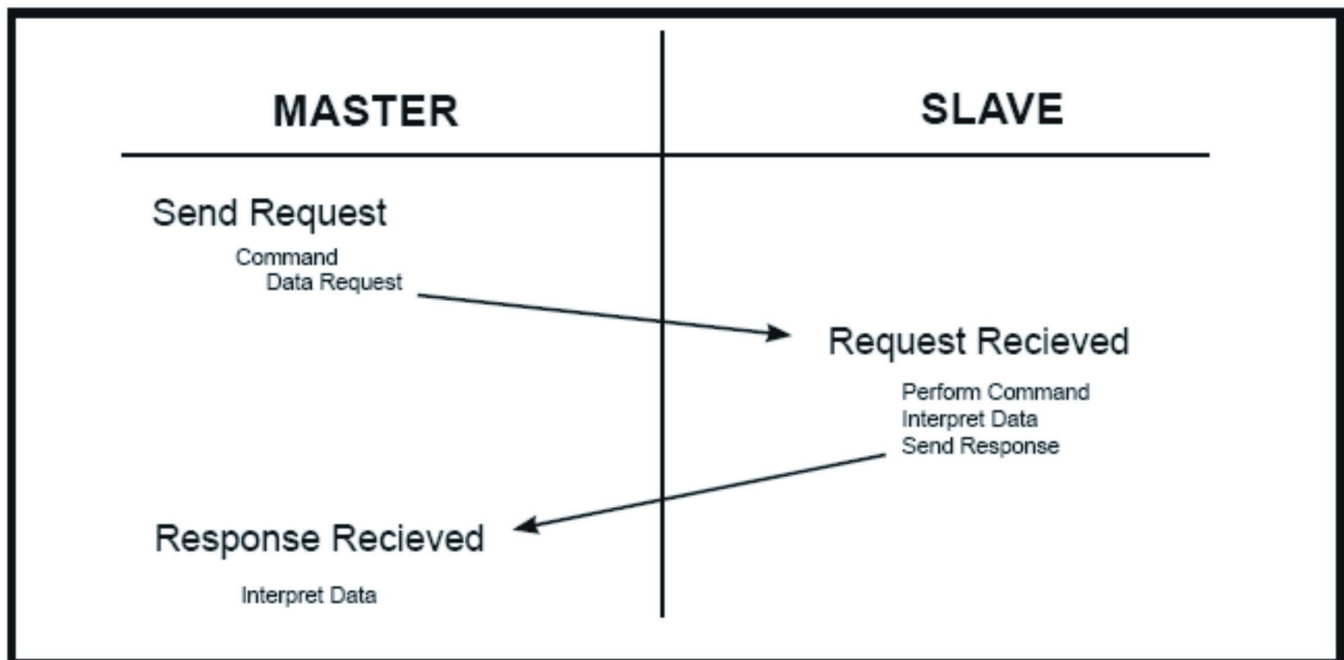 MASTER
SLAVE
Send Request
Command
Data Request
Request Recieved
Perform Command
Interpret Data
Send Response
Response Recieved
Interpret Data